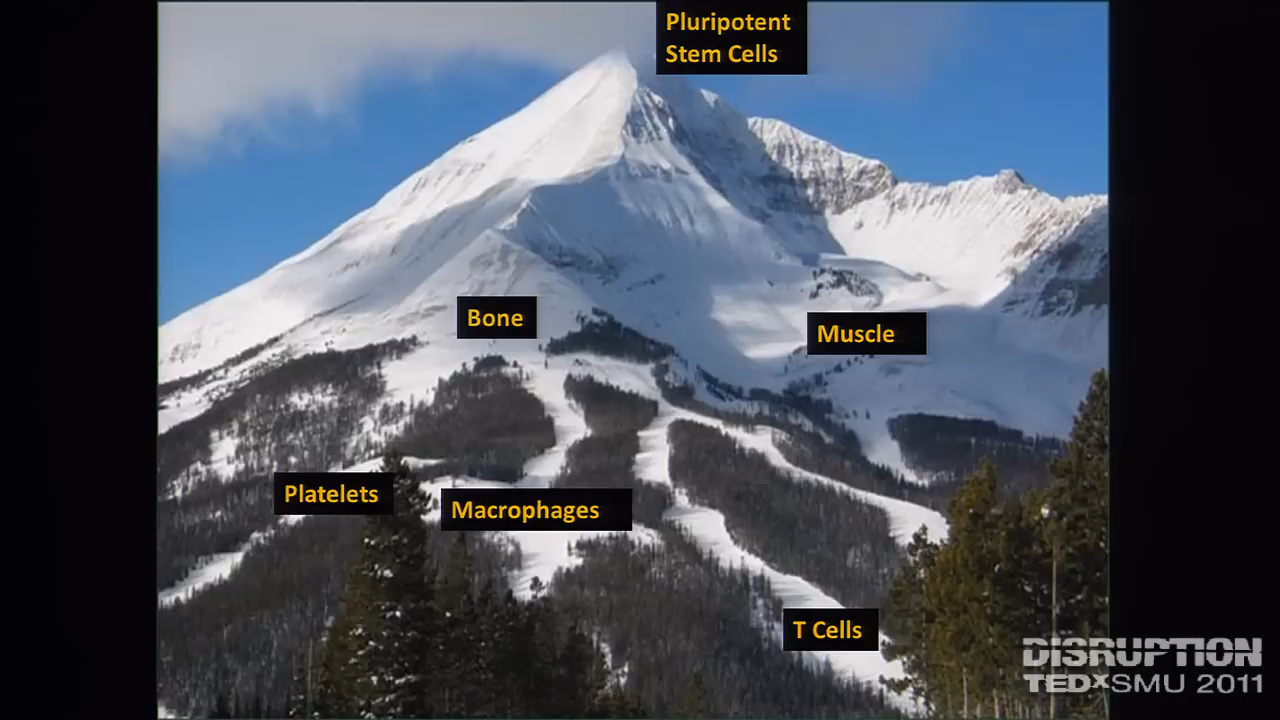 Pluripotent
Stem Cells
Bone
Muscle
Platelets
Macrophages
T Cells
DISRUPTION
TEDxSMU 2011